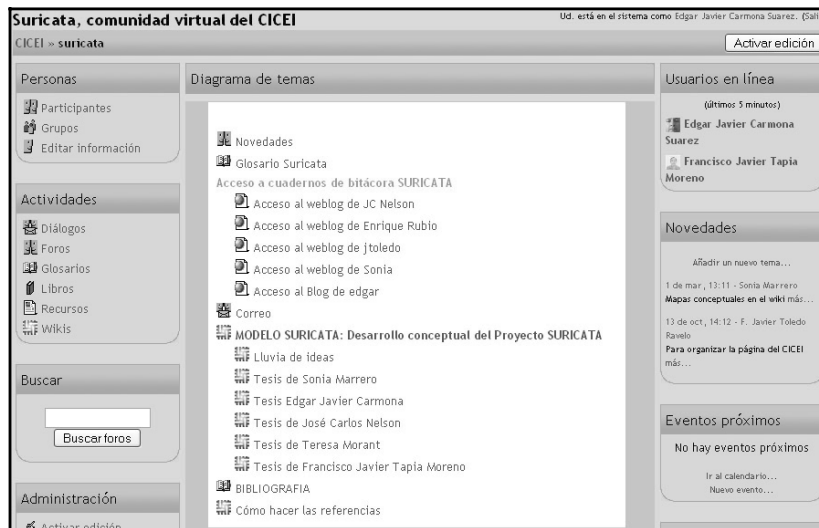 Suricata, comunidad virtual del CICEI
Ud. está en el sistema como Edgar Javier Carmona Suarez. (Sali
CICEI » suricata
Activar edición
Personas
Participantes
Grupos
Editar información
Actividades
Diálogos
Foros
Glosarios
Libros
Recursos
Wikis
Buscar
Buscar foros
Administración
Activar edición
Diagrama de temas
Novedades
Glosario Suricata
Acceso a cuadernos de bitácora SURICATA
Acceso al weblog de JC Nelson
Acceso al weblog de Enrique Rubio
Acceso al weblog de jtoledo
Acceso al weblog de Sonia
Acceso al Blog de edgar
Correo
MODELO SURICATA: Desarrollo conceptual del Proyecto SURICATA
Lluvia de ideas
Tesis de Sonia Marrero
Tesis Edgar Javier Carmona
Tesis de José Carlos Nelson
Tesis de Teresa Morant
Tesis de Francisco Javier Tapia Moreno
BIBLIOGRAFIA
Cómo hacer las referencias
Usuarios en línea
(últimos 5 minutos)
Edgar Javier Carmona
Suarez
Francisco Javier Tapia
Moreno
Novedades
Añadir un nuevo tema...
1 de mar, 13:11 - Sonia Marrero
Mapas conceptuales en el wiki más...
13 de oct, 14:12 - F. Javier Toledo
Ravelo
Para organizar la página del CICEI
más...
Eventos próximos
No hay eventos próximos
Ir al calendario...
Nuevo evento...